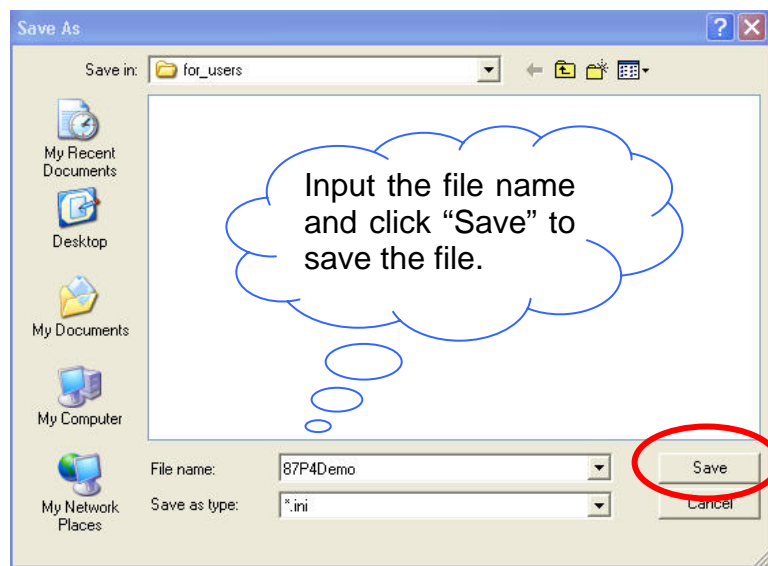 Save As
Save in:
for_users
My Recent
Documents
Desktop
My Documents
My Computer
My Network
Places
Input the file name
and click “Save” to
save the file.
File name:
87P4Demo
Save
Save as type:
*.ini
Cancel